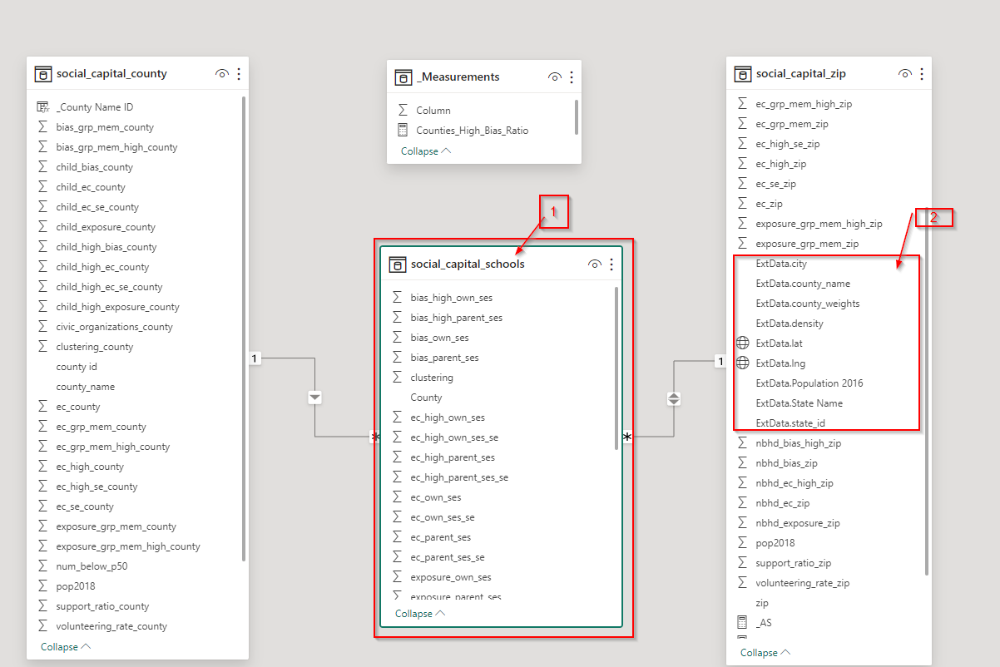 social_capital_county
_County Name ID
bias_grp_mem_county
bias_grp_mem_high_county
child_bias_county
child_ec_county
child_ec_se_county
child_exposure_county
child_high_bias_county
child_high_ec_county
child_high_ec_se_county
child_high_exposure_county
civic_organizations_county
clustering_county
county id
county_name
ec_county
ec_grp_mem_county
ec_grp_mem_high_county
ec_high_county
ec_high_se_county
ec_se_county
exposure_grp_mem_county
exposure_grp_mem_high_county
num_below_p50
pop2018
support_ratio_county
volunteering_rate_county
Collapse
1
_Measurements
Column
Counties_High_Bias_Ratio
Collapse
1
social_capital_schools
bias_high_own_ses
bias_high_parent_ses
bias_own_ses
bias_parent_ses
clustering
County
ec_high_own_ses
ec_high_own_ses_se
ec_high_parent_ses
ec_high_parent_ses_se
ec_own_ses
ec_own_ses_se
ec_parent_ses
ec_parent_ses_se
exposure_own_ses
exposure_parent_ses
Collapse
*
*
1
social_capital_zip
ec_grp_mem_high_zip
ec_grp_mem_zip
ec_high_se_zip
ec_high_zip
ec_se_zip
ec_zip
2
exposure_grp_mem_high_zip
exposure_grp_mem_zip
ExtData.city
ExtData.county_name
ExtData.county_weights
ExtData.density
ExtData.lat
ExtData.lng
ExtData.Population 2016
ExtData.State Name
ExtData.state_id
nbhd_bias_high_zip
nbhd_bias_zip
nbhd_ec_high_zip
nbhd_ec_zip
nbhd_exposure_zip
pop2018
support_ratio_zip
volunteering_rate_zip
zip
_AS
Collapse